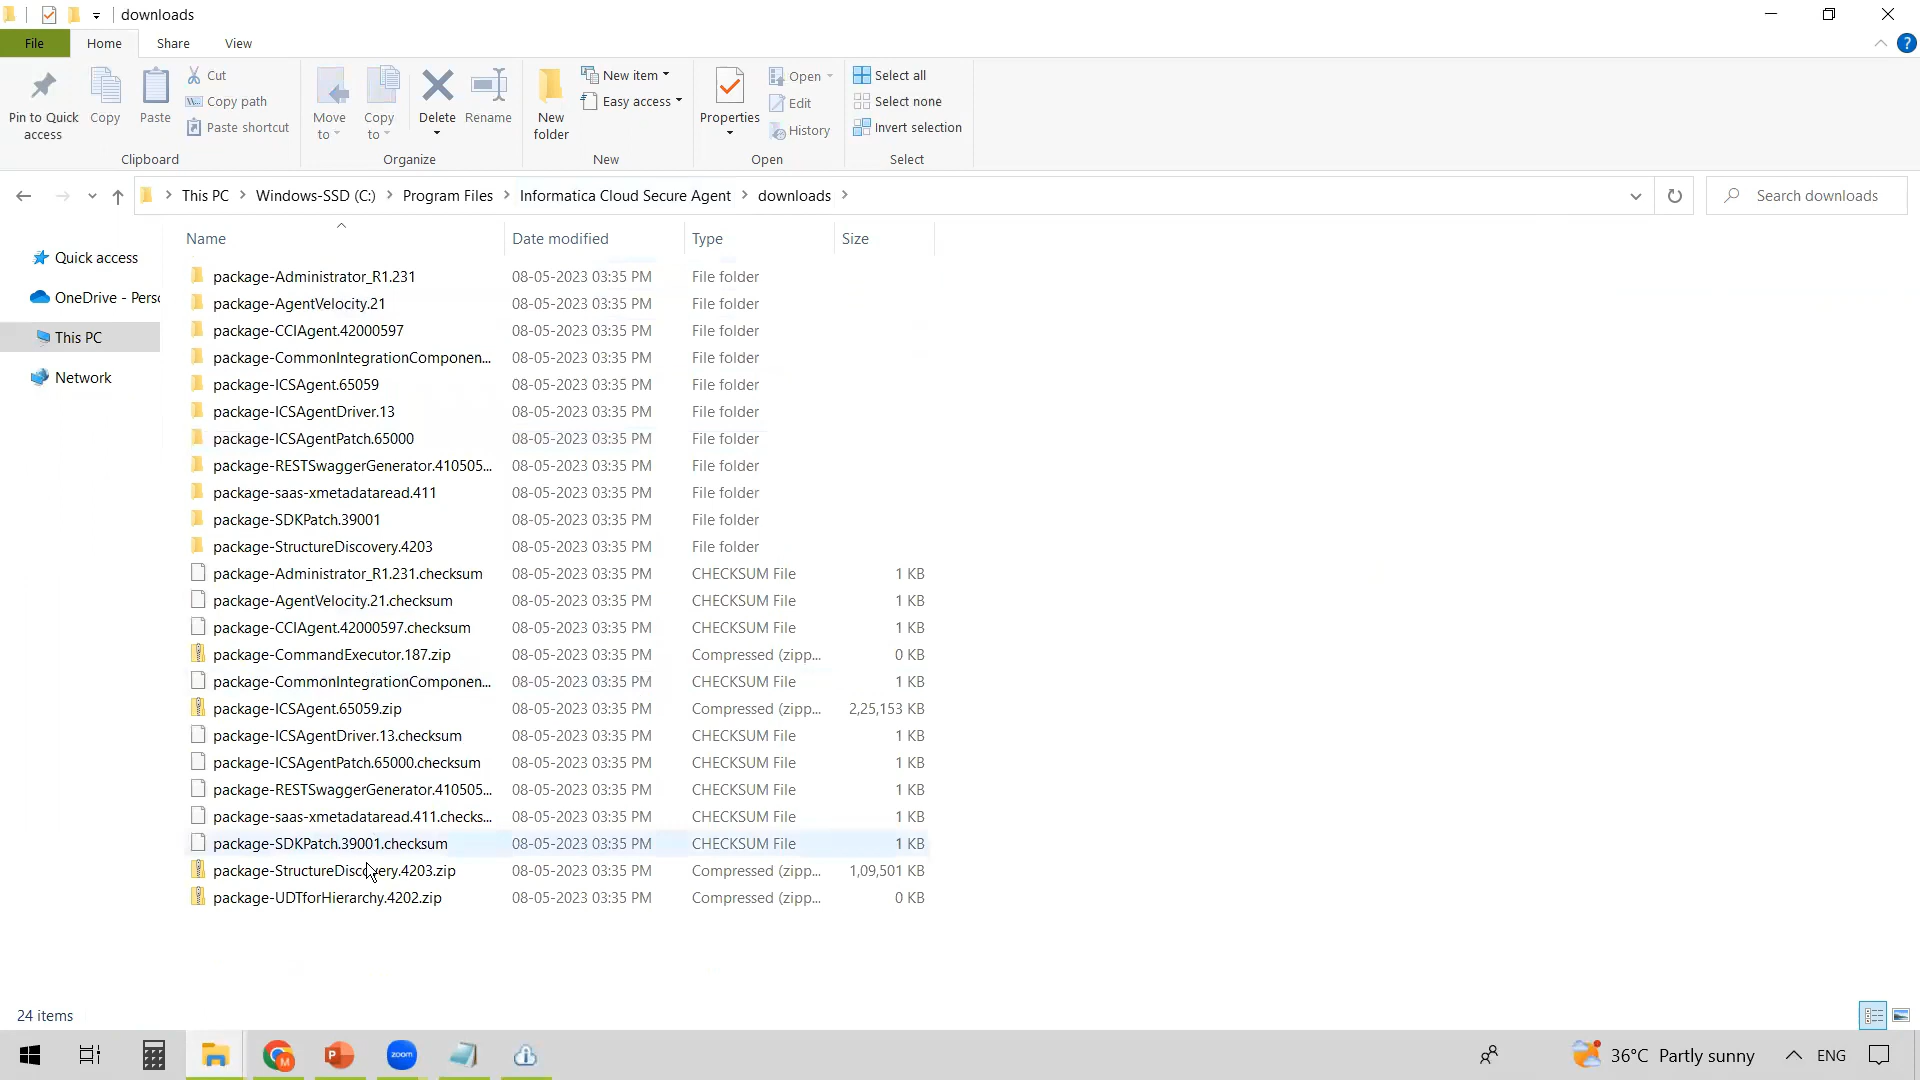 downloads
File Home Share View
Pin to Quick access
Copy
Paste
Cut
Copy path
Paste shortcut
Clipboard
Move to
Copy to
Delete
Rename
Organize
New folder
New item
Easy access
New
Properties
Open
Edit
History
Open
Select all
Select none
Invert selection
Select
This PC Windows-SSD (C:) Program Files Informatica Cloud Secure Agent downloads
Search downloads
Quick access
OneDrive - Perso
This PC
Network
Name Date modified Type Size
package-Administrator_R1.231 08-05-2023 03:35 PM File folder
package-AgentVelocity.21 08-05-2023 03:35 PM File folder
package-CCIAgent.42000597 08-05-2023 03:35 PM File folder
package-CommonIntegrationComponen... 08-05-2023 03:35 PM File folder
package-ICSAgent.65059 08-05-2023 03:35 PM File folder
package-ICSAgentDriver.13 08-05-2023 03:35 PM File folder
package-ICSAgentPatch.65000 08-05-2023 03:35 PM File folder
package-RESTSwaggerGenerator.410505... 08-05-2023 03:35 PM File folder
package-saas-xmetadataread.411 08-05-2023 03:35 PM File folder
package-SDKPatch.39001 08-05-2023 03:35 PM File folder
package-StructureDiscovery.4203 08-05-2023 03:35 PM File folder
package-Administrator_R1.231.checksum 08-05-2023 03:35 PM CHECKSUM File 1 KB
package-AgentVelocity.21.checksum 08-05-2023 03:35 PM CHECKSUM File 1 KB
package-CCIAgent.42000597.checksum 08-05-2023 03:35 PM CHECKSUM File 1 KB
package-CommandExecutor.187.zip 08-05-2023 03:35 PM Compressed (zipp... 0 KB
package-CommonIntegrationComponen... 08-05-2023 03:35 PM CHECKSUM File 1 KB
package-ICSAgent.65059.zip 08-05-2023 03:35 PM Compressed (zipp... 2,25,153 KB
package-ICSAgentDriver.13.checksum 08-05-2023 03:35 PM CHECKSUM File 1 KB
package-ICSAgentPatch.65000.checksum 08-05-2023 03:35 PM CHECKSUM File 1 KB
package-RESTSwaggerGenerator.410505... 08-05-2023 03:35 PM CHECKSUM File 1 KB
package-saas-xmetadataread.411.checks... 08-05-2023 03:35 PM CHECKSUM File 1 KB
package-SDKPatch.39001.checksum 08-05-2023 03:35 PM CHECKSUM File 1 KB
package-StructureDiscovery.4203.zip 08-05-2023 03:35 PM Compressed (zipp... 1,09,501 KB
package-UDTforHierarchy.4202.zip 08-05-2023 03:35 PM Compressed (zipp... 0 KB
24 items
M
P
zoom
36°C Partly sunny
ENG